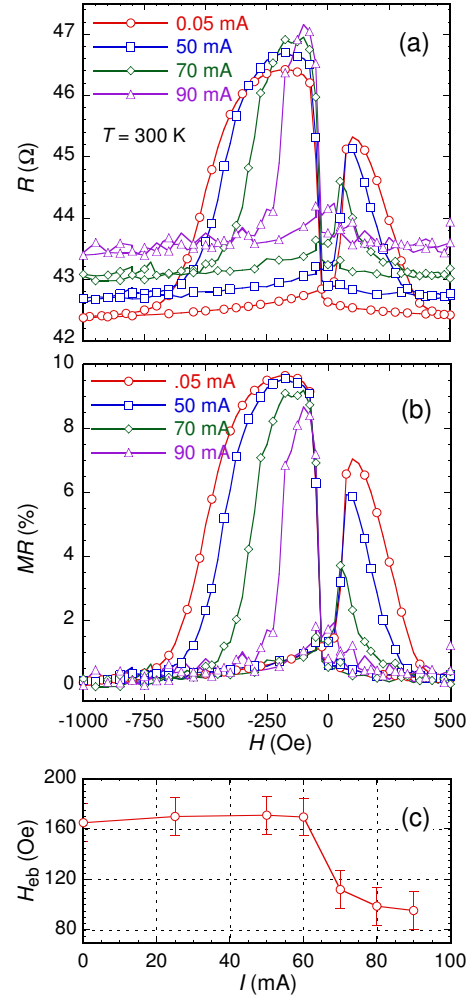 47
46
45
44
43
42
R (Ω)
0.05 mA
50 mA
70 mA
90 mA
(a)
T = 300 K
10
8
6
4
2
0
MR (%)
.05 mA
50 mA
70 mA
90 mA
(b)
-1000 -750 -500 -250 0 250 500
H (Oe)
200
160
120
80
Heb (Oe)
(c)
0 20 40 60 80 100
I (mA)